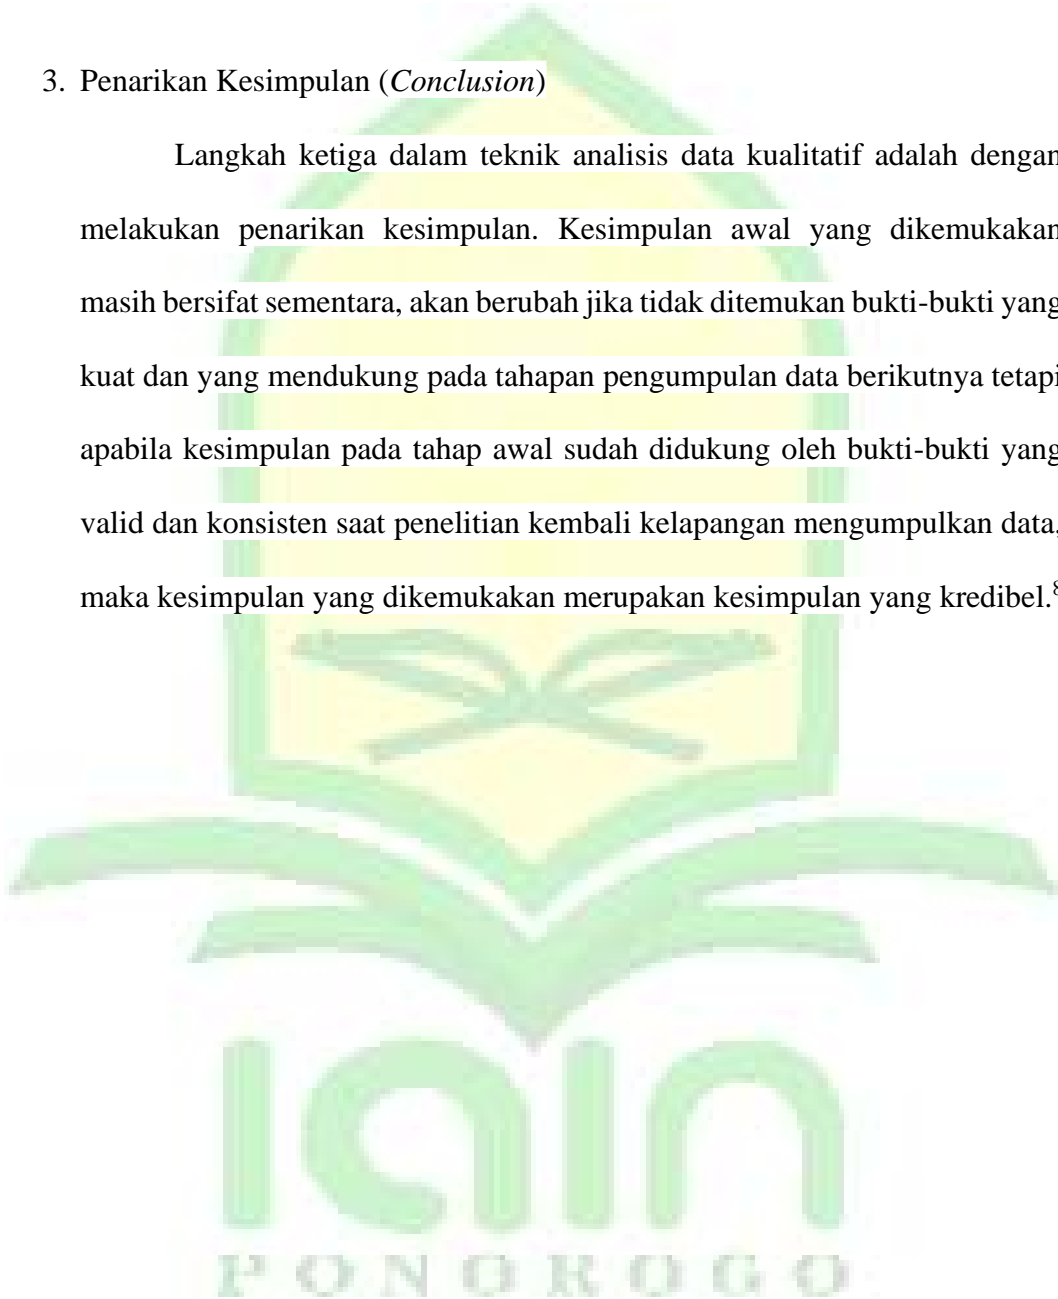 3. Penarikan Kesimpulan (Conclusion)
Langkah ketiga dalam teknik analisis data kualitatif adalah dengan
melakukan penarikan kesimpulan. Kesimpulan awal yang dikemukakan
masih bersifat sementara, akan berubah jika tidak ditemukan bukti-bukti yang
kuat dan yang mendukung pada tahapan pengumpulan data berikutnya tetapi
apabila kesimpulan pada tahap awal sudah didukung oleh bukti-bukti yang
valid dan konsisten saat penelitian kembali kelapangan mengumpulkan data,
maka kesimpulan yang dikemukakan merupakan kesimpulan yang kredibel.
iain
PONOROGO